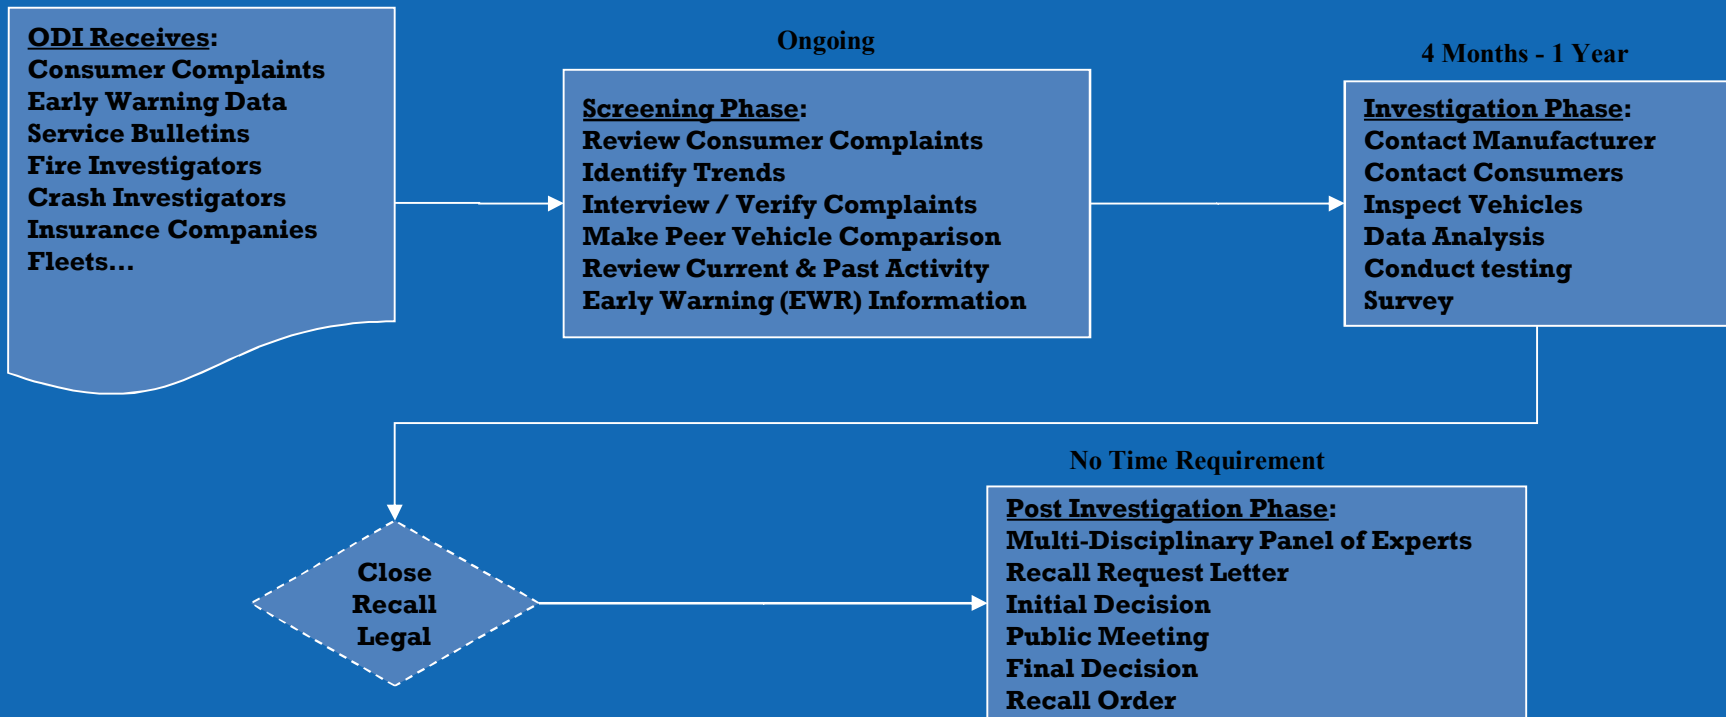 ODI Receives:
Consumer Complaints
Early Warning Data
Service Bulletins
Fire Investigators
Crash Investigators
Insurance Companies
Fleets...
Ongoing
Screening Phase:
Review Consumer Complaints
Identify Trends
Interview / Verify Complaints
Make Peer Vehicle Comparison
Review Current & Past Activity
Early Warning (EWR) Information
4 Months - 1 Year
Investigation Phase:
Contact Manufacturer
Contact Consumers
Inspect Vehicles
Data Analysis
Conduct testing
Survey
Close
Recall
Legal
No Time Requirement
Post Investigation Phase:
Multi-Disciplinary Panel of Experts
Recall Request Letter
Initial Decision
Public Meeting
Final Decision
Recall Order